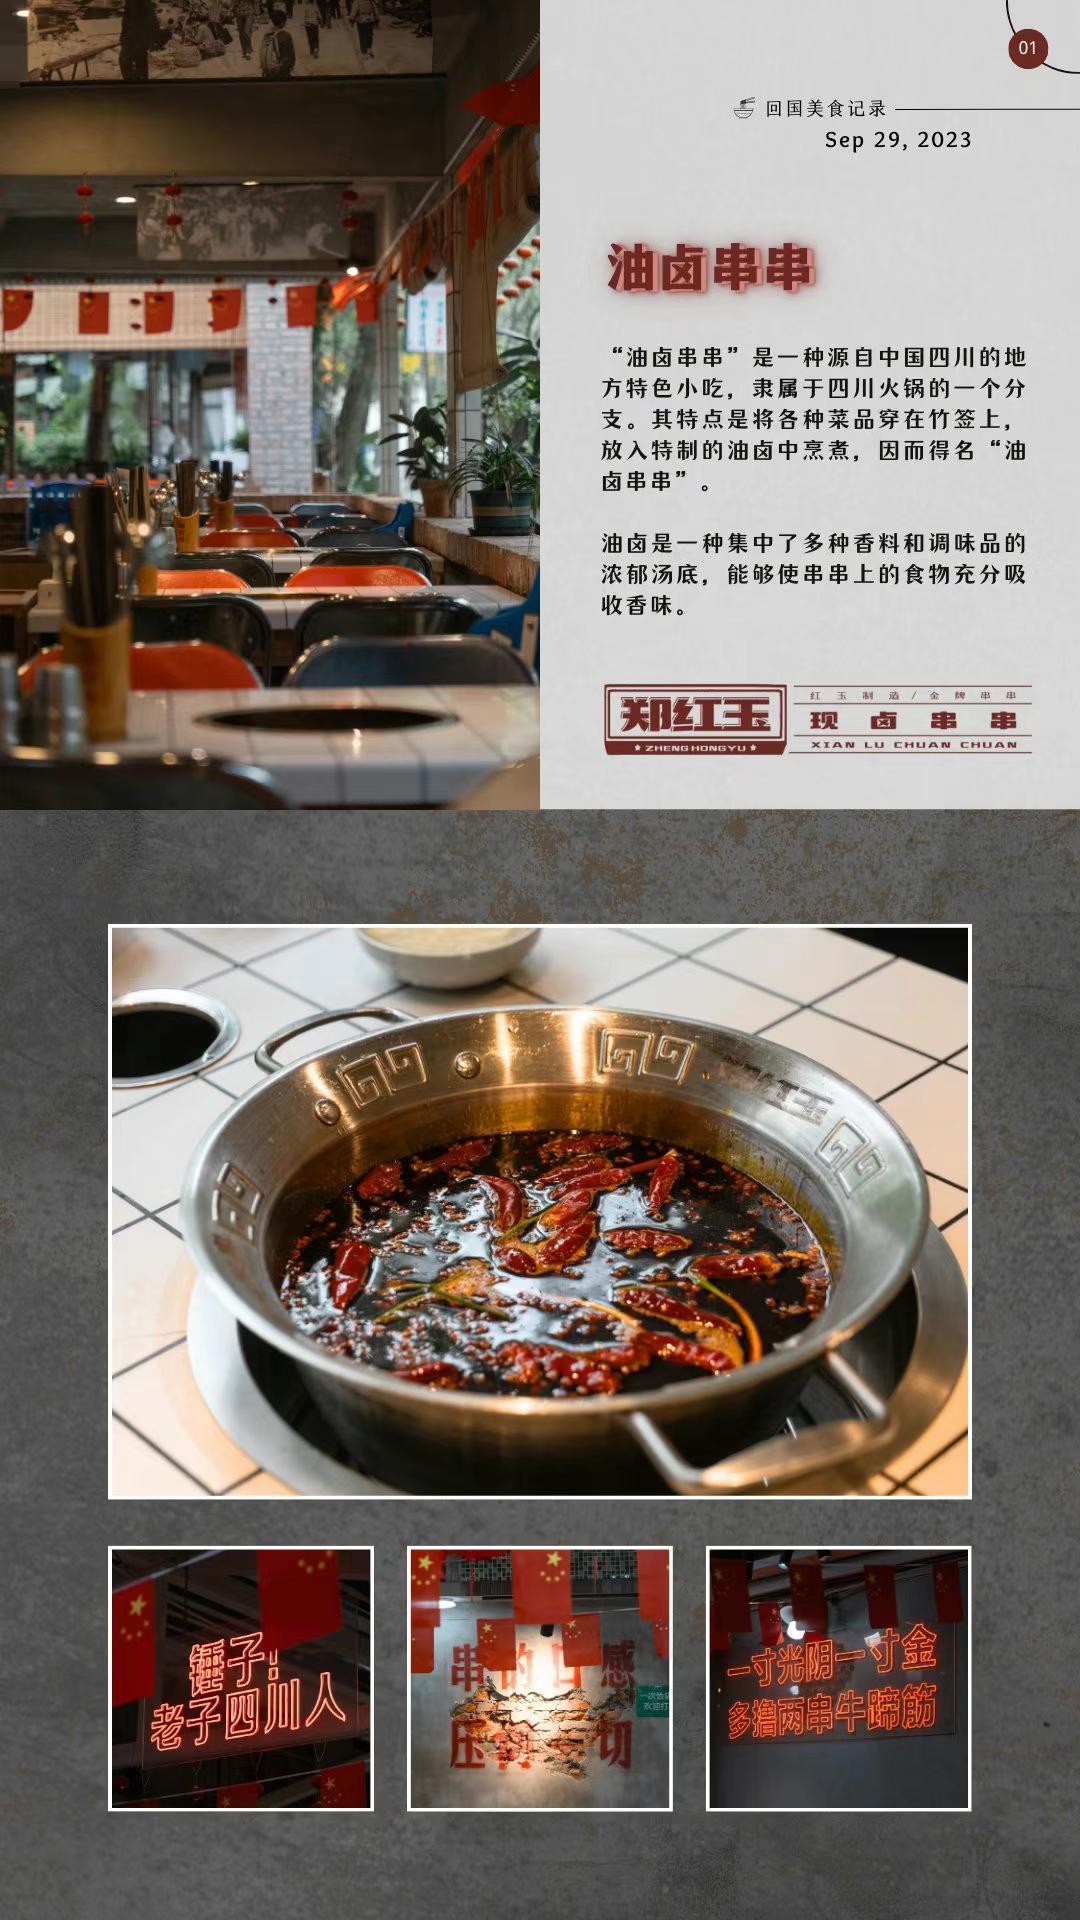 01
回国美食记录
Sep 29, 2023
油卤串串
“油卤串串”是一种源自中国四川的地
方特色小吃，隶属于四川火锅的一个分
支。其特点是将各种菜品穿在竹签上，
放入特制的油卤中烹煮，因而得名“油
卤串串”。
油卤是一种集中了多种香料和调味品的
浓郁汤底，能够使串串上的食物充分吸
收香味。
郑红玉
ZHENGHONGYU
红玉制造/金牌串串
现卤串串
XIAN LU CHUAN CHUAN
红玉
锤子!
老子四川人
串的口感
压 切
一寸光阴一寸金
多撸两串牛蹄筋